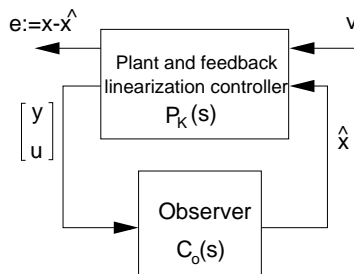 e:=x-x^
v
Plant and feedback
linearization controller
P_K(s)
[y
u]
x̂
Observer
C_o(s)